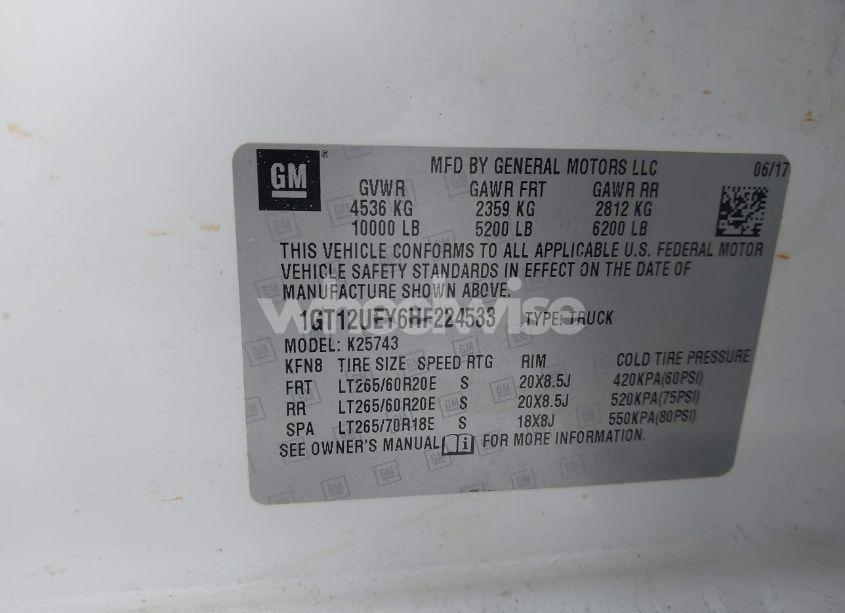 GM ® MFD BY GENERAL MOTORS LLC 06/17
GVWR GAWR FRT GAWR RR
4536 KG 2359 KG 2812 KG
10000 LB 5200 LB 6200 LB
THIS VEHICLE CONFORMS TO ALL APPLICABLE U.S. FEDERAL MOTOR
VEHICLE SAFETY STANDARDS IN EFFECT ON THE DATE OF
MANUFACTURE SHOWN ABOVE.
wheelwise
1GT12UEY6HF224533 TYPE: TRUCK
MODEL: K25743
KFN8 TIRE SIZE SPEED RTG RIM COLD TIRE PRESSURE
FRT LT265/60R20E S 20X8.5J 420KPA(60PSI)
RR LT265/60R20E S 20X8.5J 520KPA(75PSI)
SPA LT265/70R18E S 18X8J 550KPA(80PSI)
SEE OWNER'S MANUAL i FOR MORE INFORMATION.